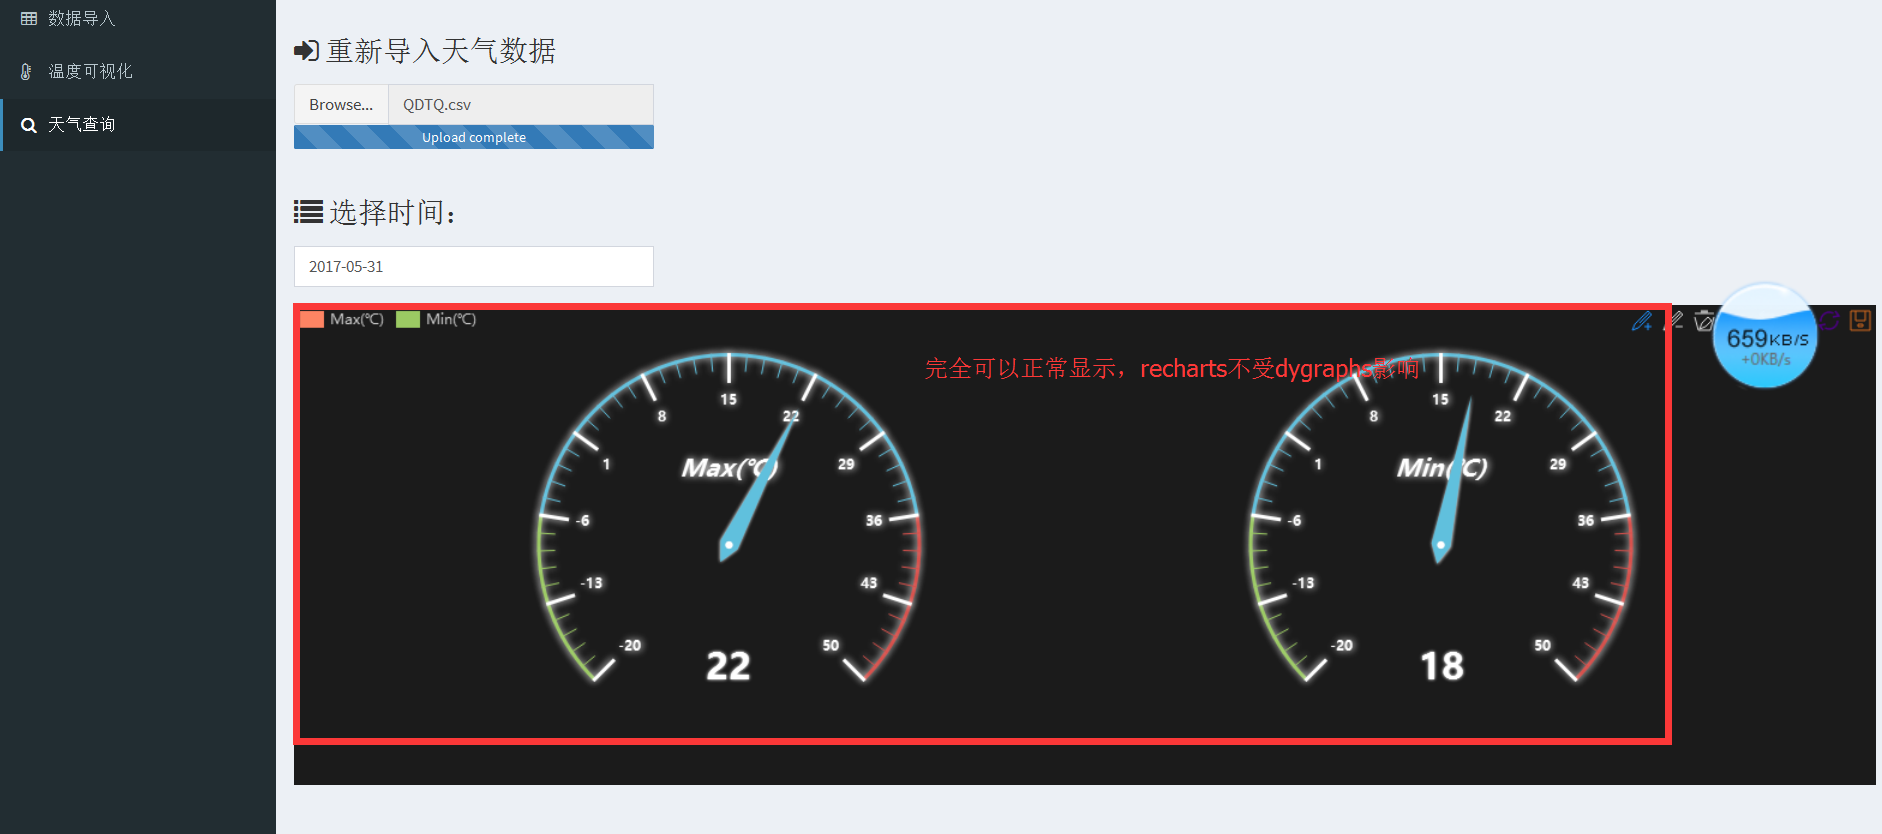 数据导入
温度可视化
天气查询
重新导入天气数据
Browse...
QDTQ.csv
Upload complete
选择时间：
2017-05-31
Max(℃)
Min(℃)
659KB/S
+0KB/s
完全可以正常显示，recharts不受dygraphs影响
-20
-13
-6
1
8
15
22
29
36
43
50
Max(℃)
22
-20
-13
-6
1
8
15
22
29
36
43
50
Min(℃)
18